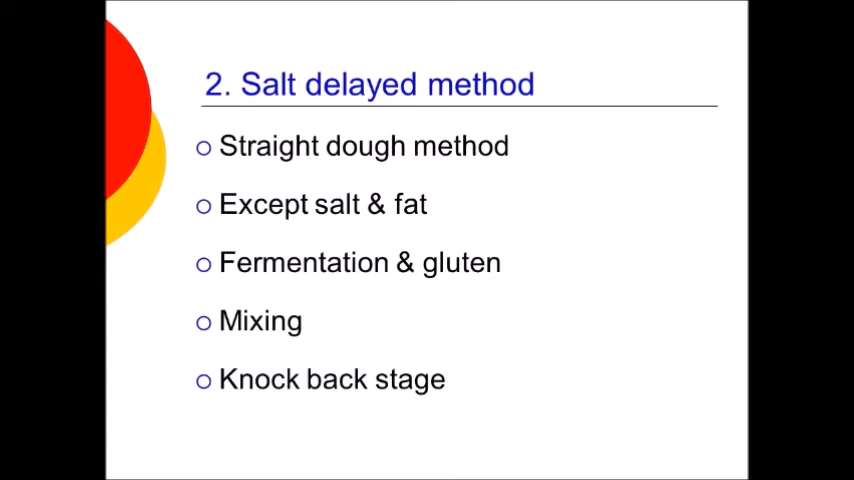 2. Salt delayed method
Straight dough method
Except salt & fat
Fermentation & gluten
Mixing
Knock back stage